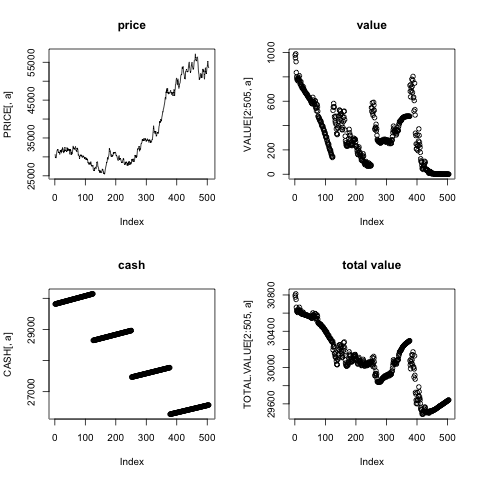 price
PRICE[, a]
25000 35000 45000 55000
0 100 200 300 400 500
Index
value
VALUE[2:505, a]
0 200 600 1000
0 100 200 300 400 500
Index
cash
CASH[, a]
27000 29000
0 100 200 300 400 500
Index
total value
TOTAL.VALUE[2:505, a]
29600 30000 30400 30800
0 100 200 300 400 500
Index